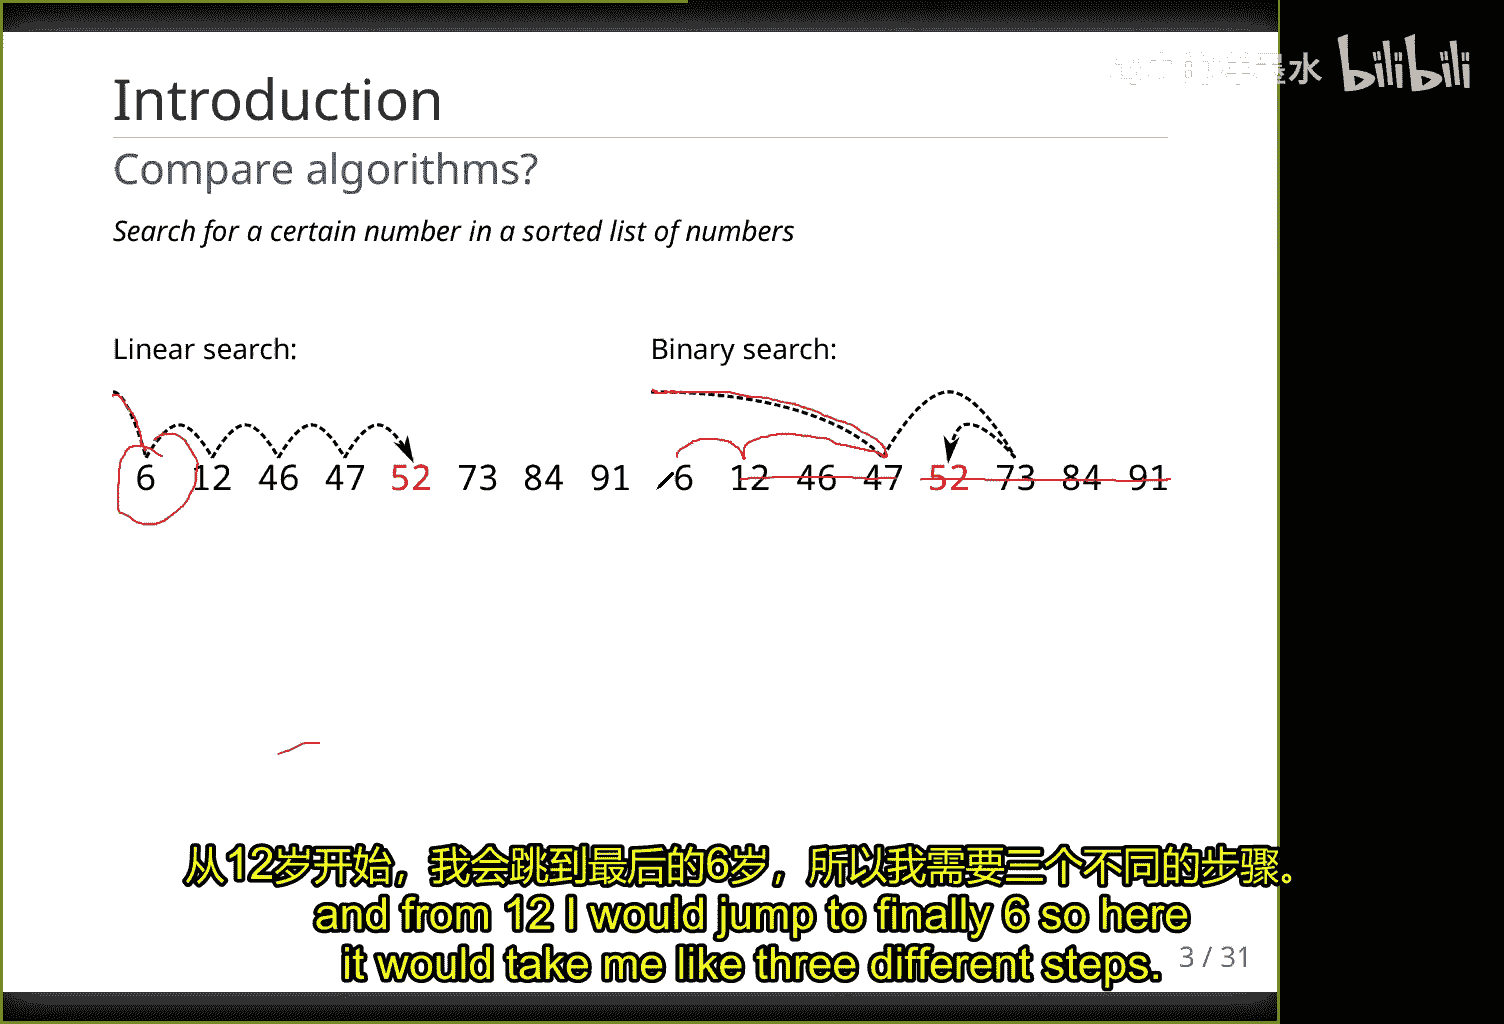 水 bilibili
Introduction
Compare algorithms?
Search for a certain number in a sorted list of numbers
Linear search:
Binary search:
6 12 46 47 52 73 84 91
6 12 46 47 52 73 84 91
从12岁开始，我会跳到最后的6岁，所以我需要三个不同的步骤。
and from 12 I would jump to finally 6 so here
it would take me like three different steps.
3 / 31